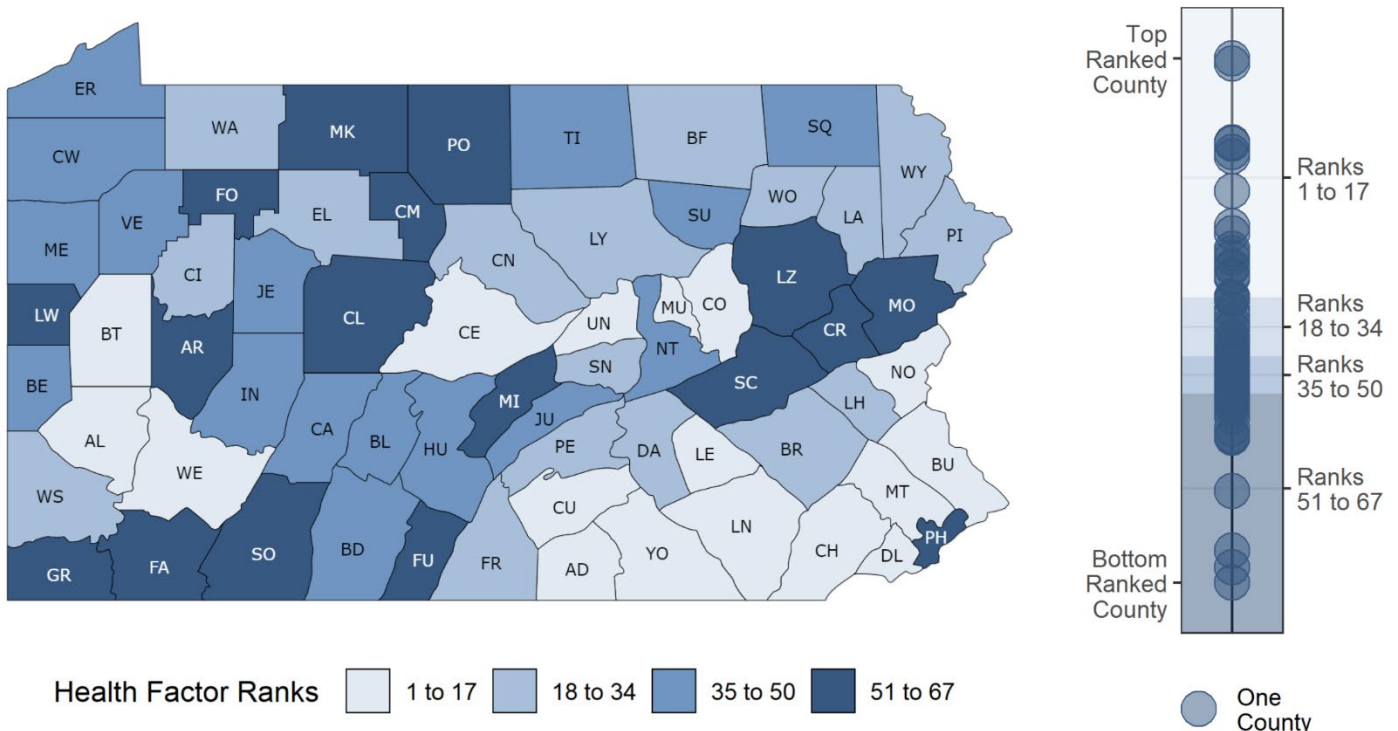 ER
WA
MK
PO
TI
BF
SQ
CW
WY
FO
EL
CM
WO
LA
VE
SU
ME
CN
LY
PI
CI
JE
LZ
MO
LW
BT
CL
CE
UN
MU
CO
CR
AR
SN
NT
NO
BE
IN
MI
SC
CA
BL
HU
JU
LH
AL
PE
DA
LE
BR
BU
WE
MT
WS
CU
LN
PH
GR
FA
SO
BD
FU
FR
AD
YO
CH
DL
Top
Ranked
County
Ranks
1 to 17
Ranks
18 to 34
Ranks
35 to 50
Ranks
51 to 67
Bottom
Ranked
County
Health Factor Ranks 1 to 17 18 to 34 35 to 50 51 to 67
One
County